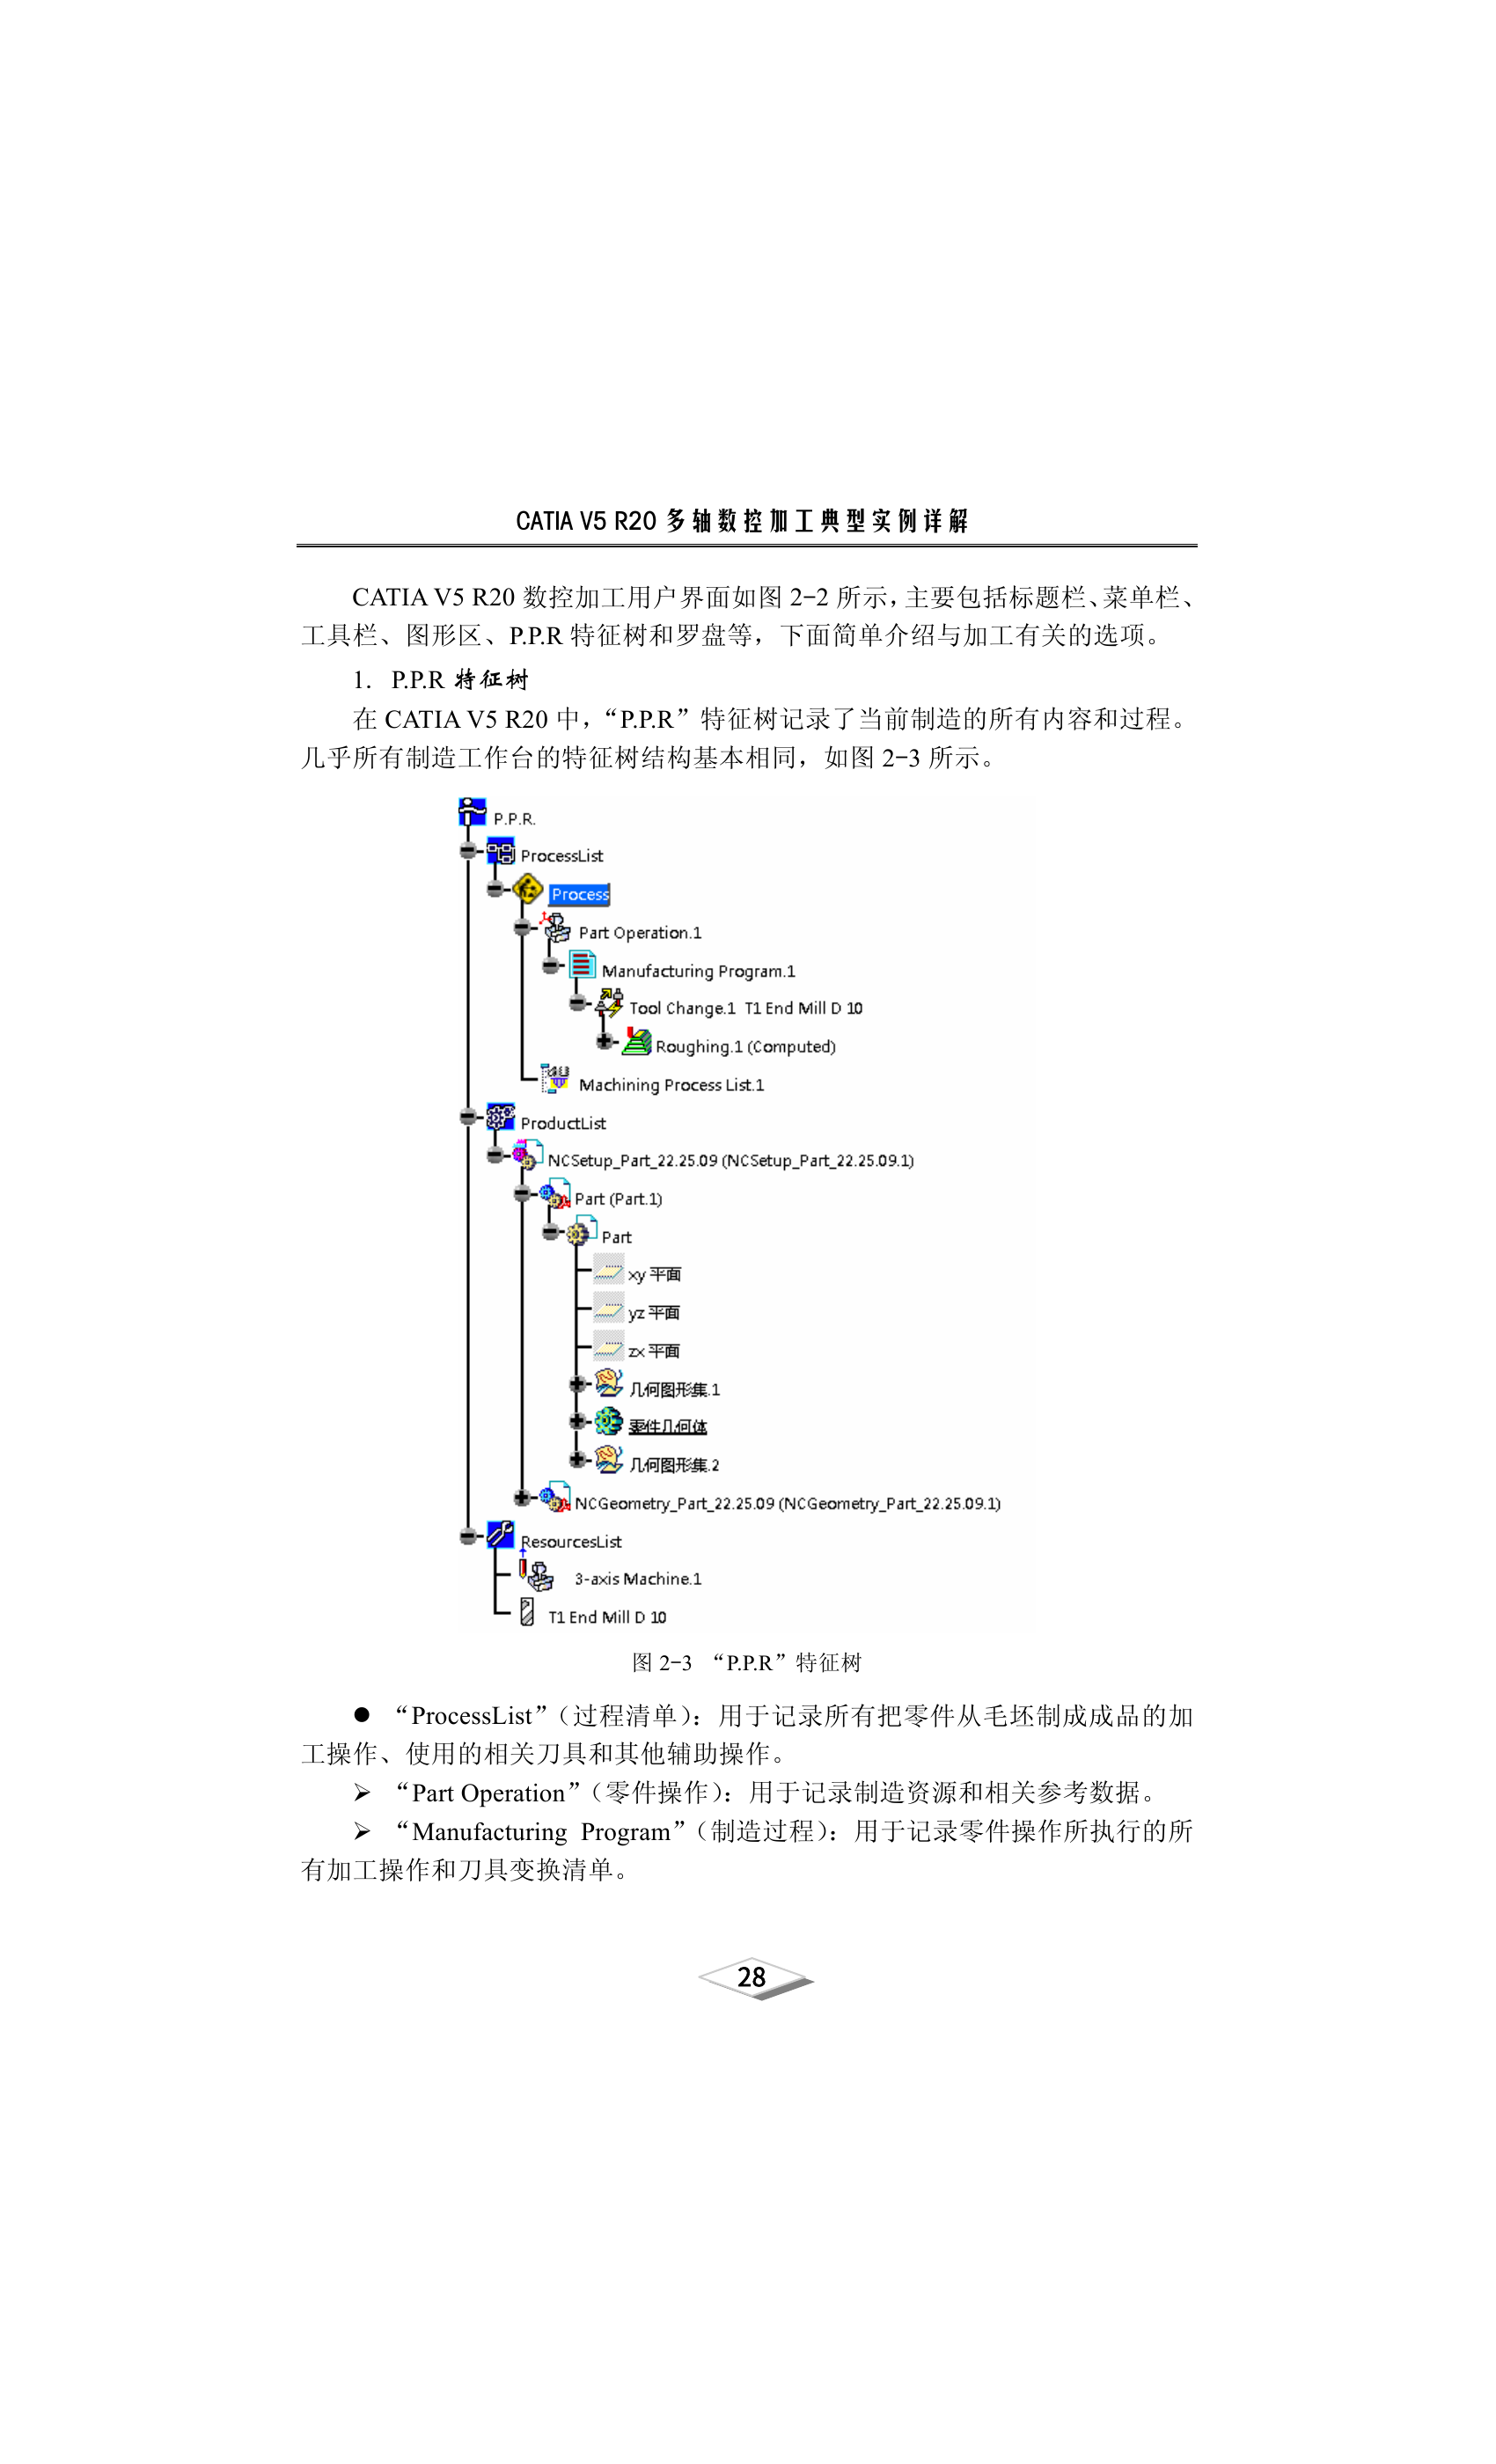 CATIA V5 R20 多轴数控加工典型实例详解
CATIA V5 R20 数控加工用户界面如图 2-2 所示，主要包括标题栏、菜单栏、
工具栏、图形区、P.P.R 特征树和罗盘等，下面简单介绍与加工有关的选项。
1. P.P.R 特征树
在 CATIA V5 R20 中，“P.P.R”特征树记录了当前制造的所有内容和过程。
几乎所有制造工作台的特征树结构基本相同，如图 2-3 所示。
P.P.R.
ProcessList
Process
Part Operation.1
Manufacturing Program.1
Tool Change.1 T1 End Mill D 10
Roughing.1 (Computed)
Machining Process List.1
ProductList
NCSetup_Part_22.25.09 (NCSetup_Part_22.25.09.1)
Part (Part.1)
Part
xy 平面
yz 平面
zx 平面
几何图形集.1
零件几何体
几何图形集.2
NCGeometry_Part_22.25.09 (NCGeometry_Part_22.25.09.1)
ResourcesList
3-axis Machine.1
T1 End Mill D 10
图 2-3 “P.P.R”特征树
● “ProcessList”（过程清单）：用于记录所有把零件从毛坯制成成品的加
工操作、使用的相关刀具和其他辅助操作。
➢ “Part Operation”（零件操作）：用于记录制造资源和相关参考数据。
➢ “Manufacturing Program”（制造过程）：用于记录零件操作所执行的所
有加工操作和刀具变换清单。
28